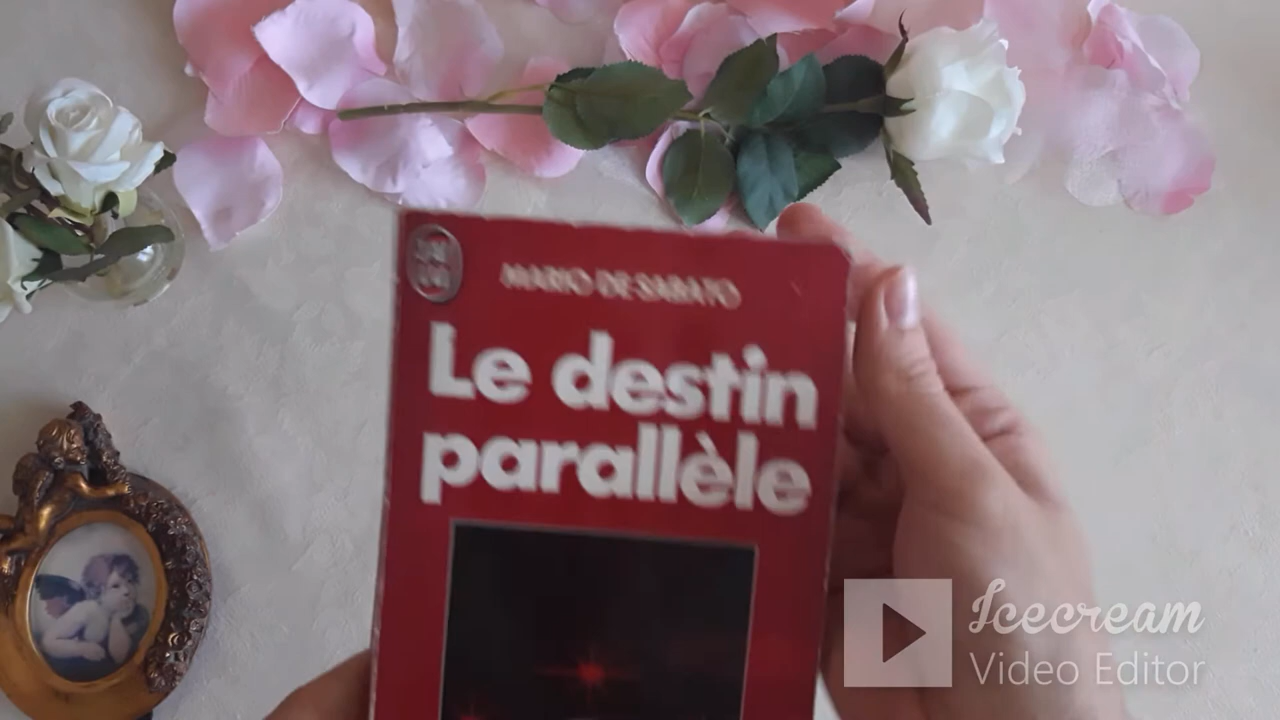 MARIO DE SABATO
Le destin
parallèle
Icecream
Video Editor